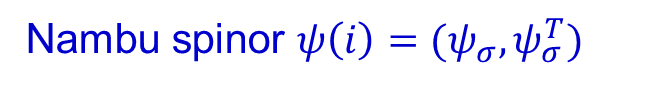 Nambu spinor 𝜓(𝑖) = (𝜓_𝜎, 𝜓_𝜎^𝑇)